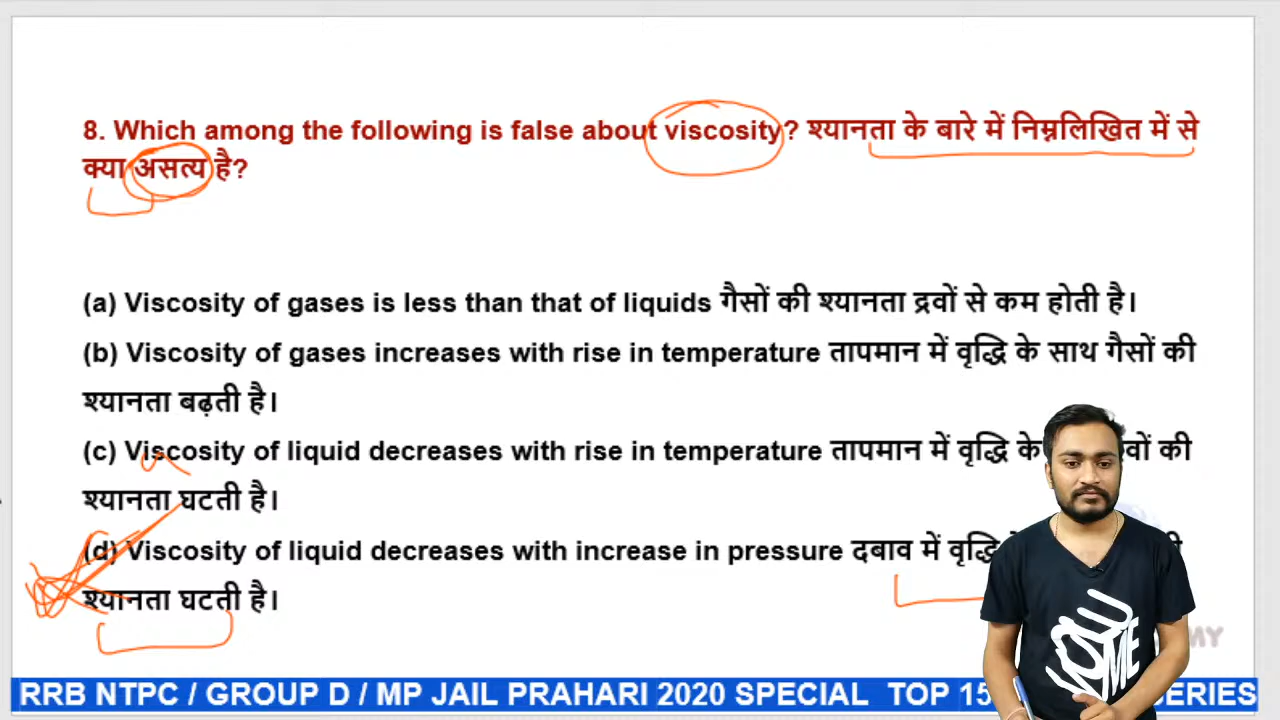 8. Which among the following is false about viscosity? श्यानता के बारे में निम्नलिखित में से
क्या असत्य है?
(a) Viscosity of gases is less than that of liquids गैसों की श्यानता द्रवों से कम होती है।
(b) Viscosity of gases increases with rise in temperature तापमान में वृद्धि के साथ गैसों की
श्यानता बढ़ती है।
(c) Viscosity of liquid decreases with rise in temperature तापमान में वृद्धि के की
श्यानता घटती है।
(d) Viscosity of liquid decreases with increase in pressure दबाव में वृद्धि
श्यानता घटती है।
YOU
ME
RRB NTPC / GROUP D / MP JAIL PRAHARI 2020 SPECIAL TOP 15